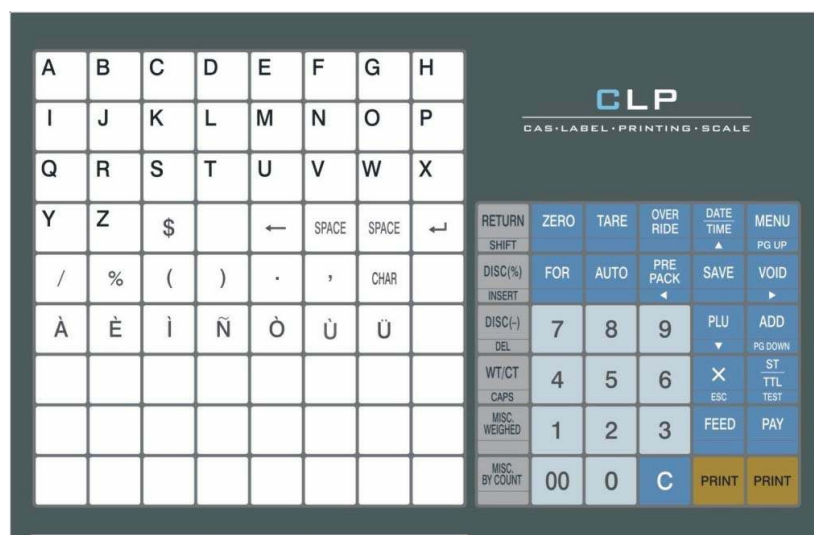 A B C D E F G H
CLP
CAS·LABEL·PRINTING·SCALE
I J K L M N O P
Q R S T U V W X
Y Z $ ← SPACE SPACE ↵
/ % ( ) · , CHAR
À È Ì Ñ Ò Ù Ü
RETURN ZERO TARE OVER RIDE DATE TIME MENU
SHIFT ▲ PG UP
DISC(%) FOR AUTO PRE PACK SAVE VOID
INSERT ◀ ▶
DISC(-) 7 8 9 PLU ADD
DEL ▼ PG DOWN
WT/CT 4 5 6 × ST TTL
CAPS ESC TEST
MISC. WEIGHED 1 2 3 FEED PAY
MISC. BY COUNT 00 0 C PRINT PRINT